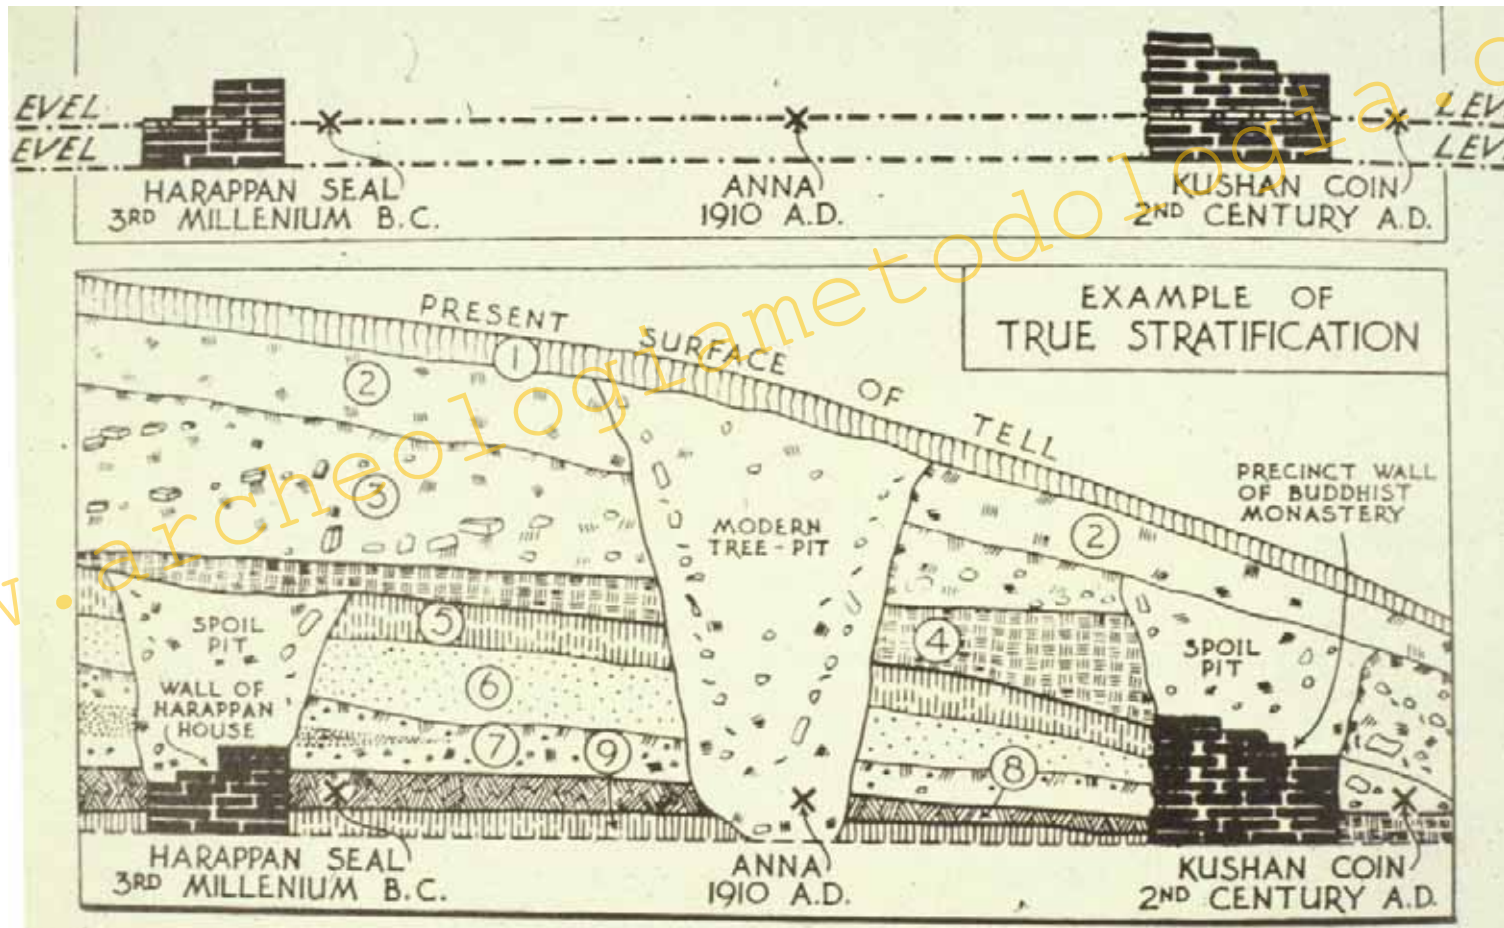 EVEL
LEV
EVEL
LEV
HARAPPAN SEAL
3RD MILLENIUM B.C.
ANNA
1910 A.D.
KUSHAN COIN
2ND CENTURY A.D.
EXAMPLE OF
TRUE STRATIFICATION
PRESENT SURFACE OF TELL
1
2
3
PRECINCT WALL
OF BUDDHIST
MONASTERY
MODERN
TREE-PIT
2
SPOIL
PIT
5
4
SPOIL
PIT
6
WALL OF
HARAPPAN
HOUSE
7
9
8
HARAPPAN SEAL
3RD MILLENIUM B.C.
ANNA
1910 A.D.
KUSHAN COIN
2ND CENTURY A.D.
w.archeologiametodologia.c